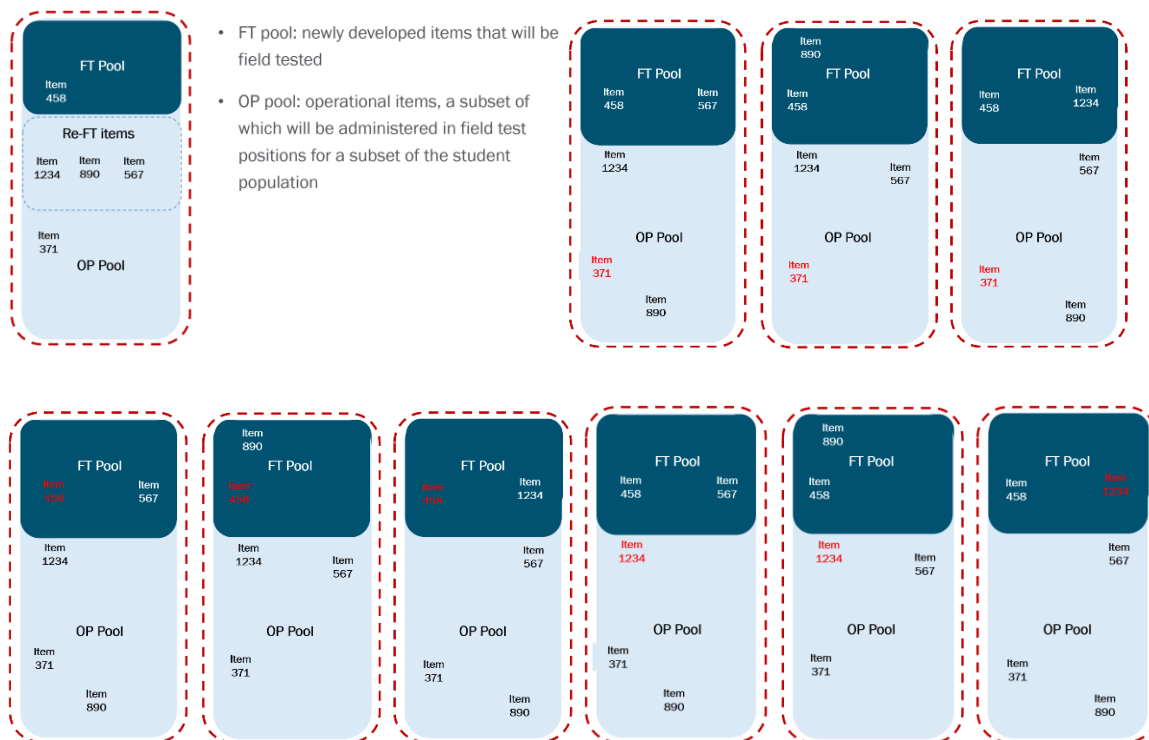 FT Pool
Item
458
Re-FT items
Item Item Item
1234 890 567
Item
371
OP Pool
• FT pool: newly developed items that will be
field tested
• OP pool: operational items, a subset of
which will be administered in field test
positions for a subset of the student
population
FT Pool
Item Item
458 567
Item
1234
OP Pool
Item
371
Item
890
Item
890
FT Pool
Item
458
Item
1234
Item
567
OP Pool
Item
371
FT Pool
Item
1234
Item
458
Item
567
OP Pool
Item
371
Item
890
FT Pool
Item Item
458 567
Item
1234
OP Pool
Item
371
Item
890
Item
890
FT Pool
Item
458
Item
1234
Item
567
OP Pool
Item
371
FT Pool
Item
1234
Item
458
Item
567
OP Pool
Item
371
Item
890
FT Pool
Item Item
458 567
Item
1234
OP Pool
Item
371
Item
890
Item
890
FT Pool
Item
458
Item
1234
Item
567
OP Pool
Item
371
FT Pool
Item
1234
Item
458
Item
567
OP Pool
Item
371
Item
890